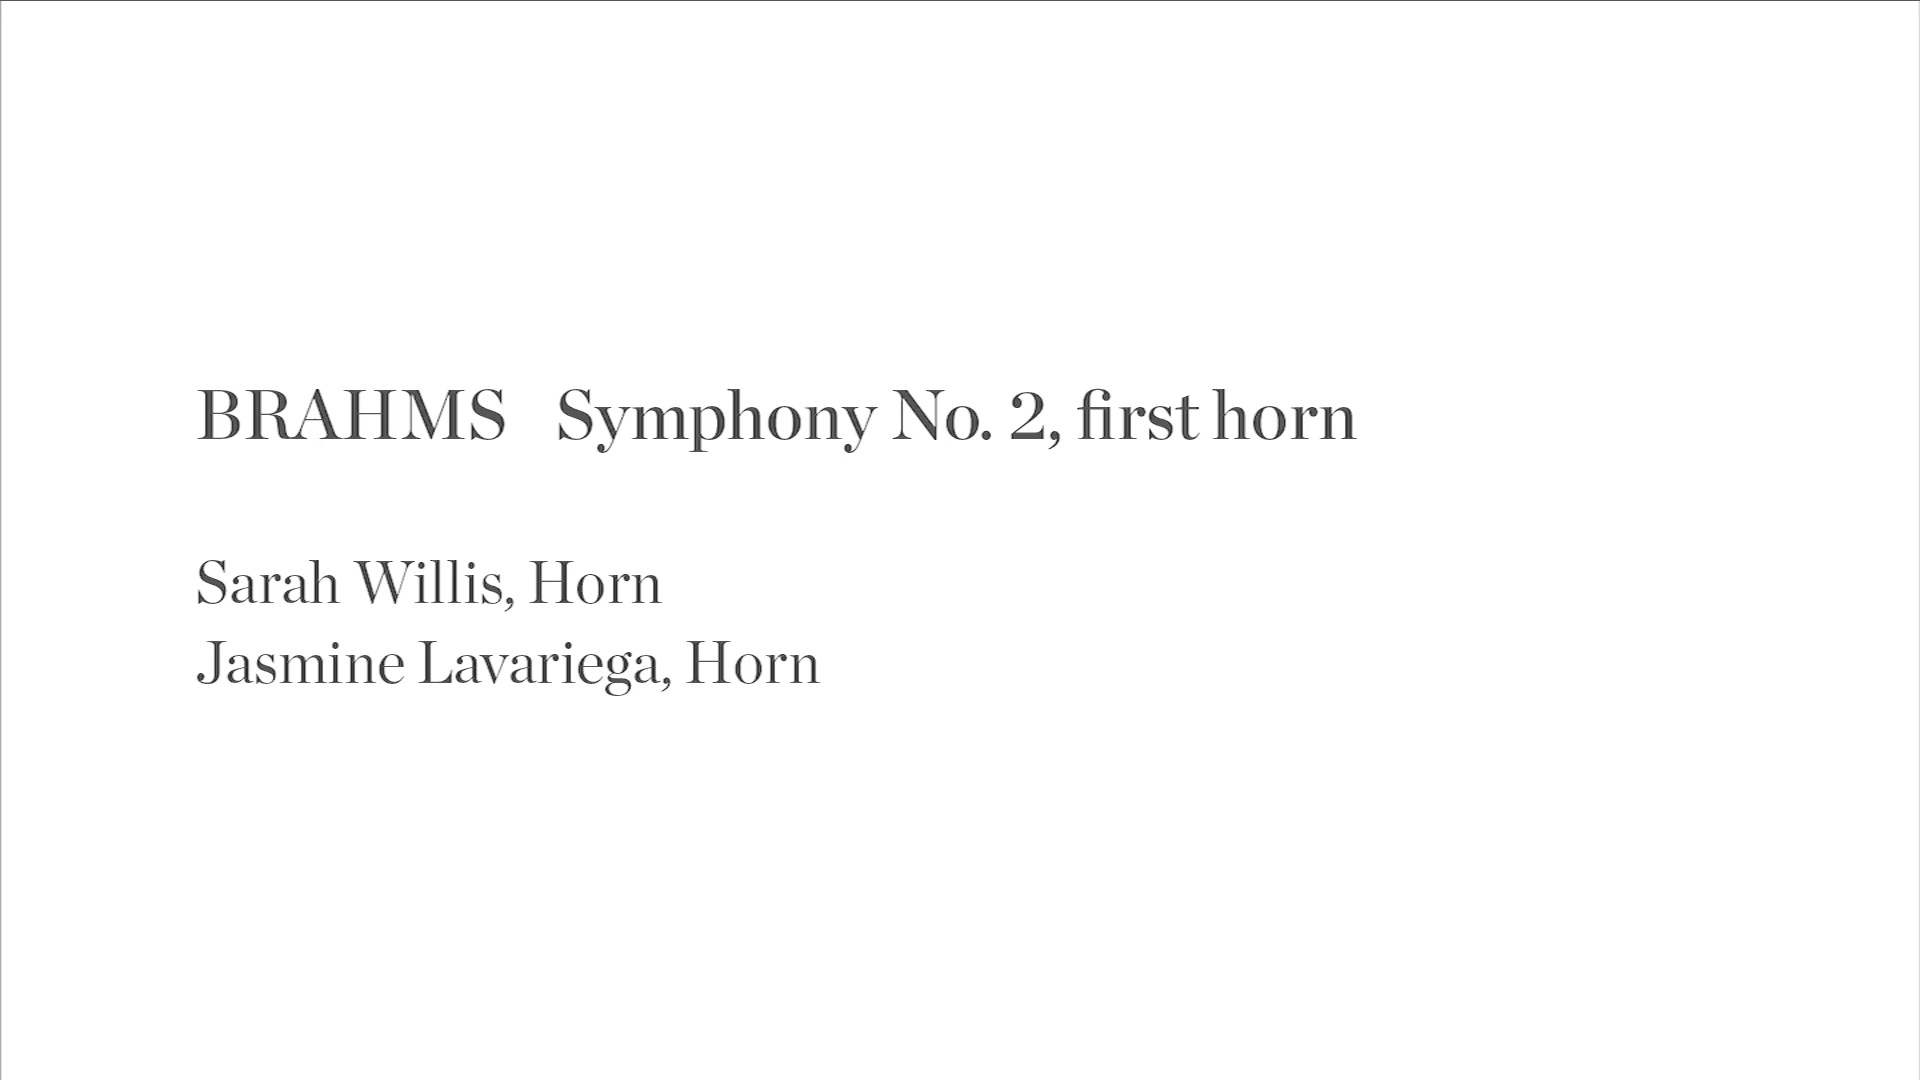 BRAHMS Symphony No. 2, first horn
Sarah Willis, Horn
Jasmine Lavariega, Horn